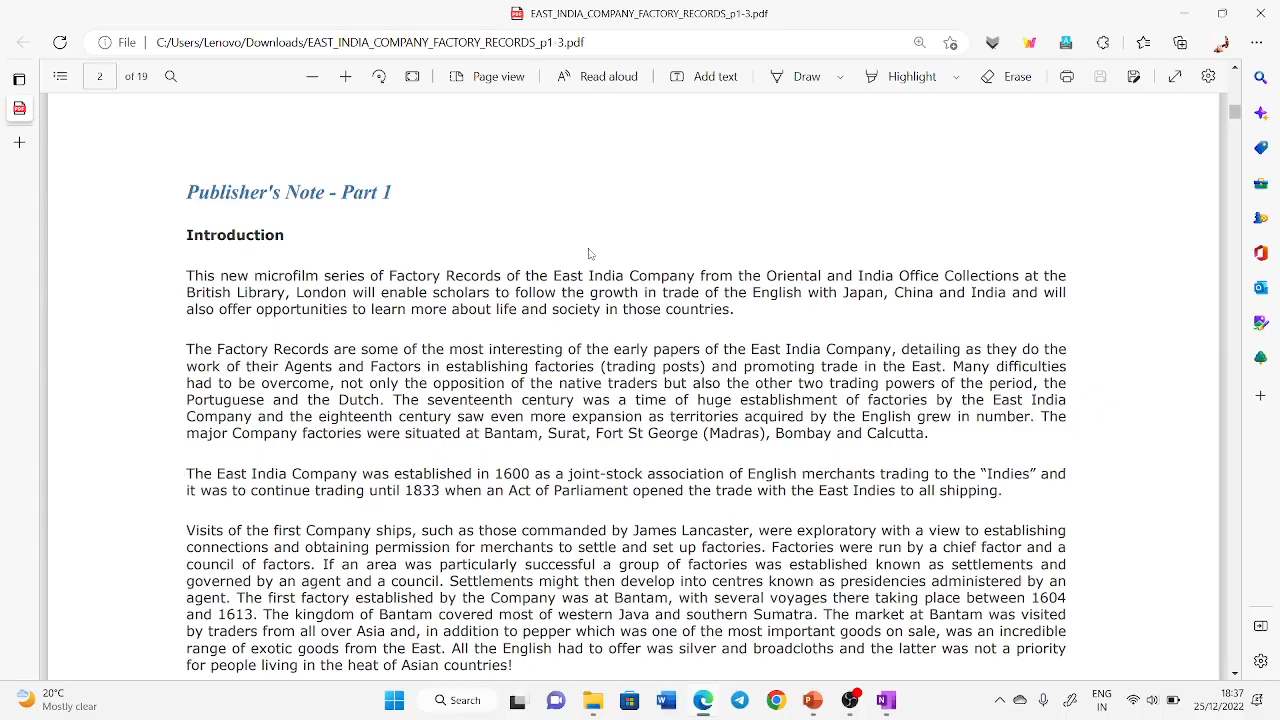 EAST_INDIA_COMPANY_FACTORY_RECORDS_p1-3.pdf
File C:/Users/Lenovo/Downloads/EAST_INDIA_COMPANY_FACTORY_RECORDS_p1-3.pdf
2 of 19 Page view Read aloud Add text Draw Highlight Erase
Publisher's Note - Part 1
Introduction
This new microfilm series of Factory Records of the East India Company from the Oriental and India Office Collections at the
British Library, London will enable scholars to follow the growth in trade of the English with Japan, China and India and will
also offer opportunities to learn more about life and society in those countries.
The Factory Records are some of the most interesting of the early papers of the East India Company, detailing as they do the
work of their Agents and Factors in establishing factories (trading posts) and promoting trade in the East. Many difficulties
had to be overcome, not only the opposition of the native traders but also the other two trading powers of the period, the
Portuguese and the Dutch. The seventeenth century was a time of huge establishment of factories by the East India
Company and the eighteenth century saw even more expansion as territories acquired by the English grew in number. The
major Company factories were situated at Bantam, Surat, Fort St George (Madras), Bombay and Calcutta.
The East India Company was established in 1600 as a joint-stock association of English merchants trading to the “Indies” and
it was to continue trading until 1833 when an Act of Parliament opened the trade with the East Indies to all shipping.
Visits of the first Company ships, such as those commanded by James Lancaster, were exploratory with a view to establishing
connections and obtaining permission for merchants to settle and set up factories. Factories were run by a chief factor and a
council of factors. If an area was particularly successful a group of factories was established known as settlements and
governed by an agent and a council. Settlements might then develop into centres known as presidencies administered by an
agent. The first factory established by the Company was at Bantam, with several voyages there taking place between 1604
and 1613. The kingdom of Bantam covered most of western Java and southern Sumatra. The market at Bantam was visited
by traders from all over Asia and, in addition to pepper which was one of the most important goods on sale, was an incredible
range of exotic goods from the East. All the English had to offer was silver and broadcloths and the latter was not a priority
for people living in the heat of Asian countries!
20°C
Mostly clear
Search
ENG
IN
18:37
25/12/2022